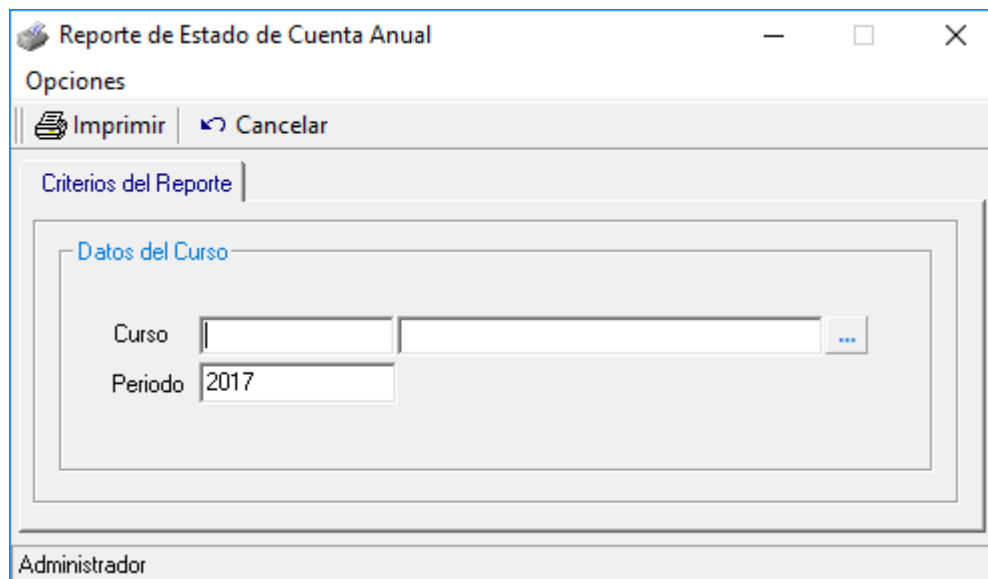 Reporte de Estado de Cuenta Anual
Opciones
Imprimir Cancelar
Criterios del Reporte
Datos del Curso
Curso ...
Periodo 2017
Administrador